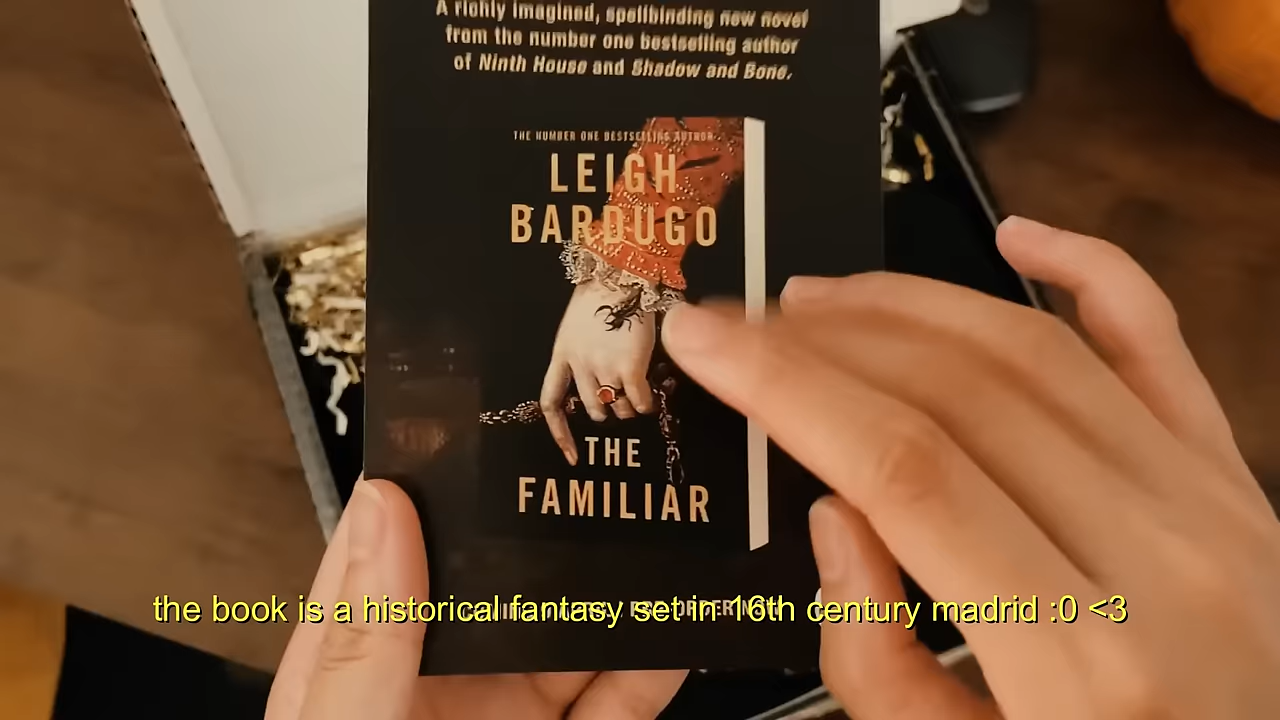 A richly imagined, spellbinding new novel
from the number one bestselling author
of Ninth House and Shadow and Bone.
THE NUMBER ONE BESTSELLING AUTHOR
LEIGH
BARDUGO
THE
FAMILIAR
the book is a historical fantasy set in 16th century madrid :0 <3